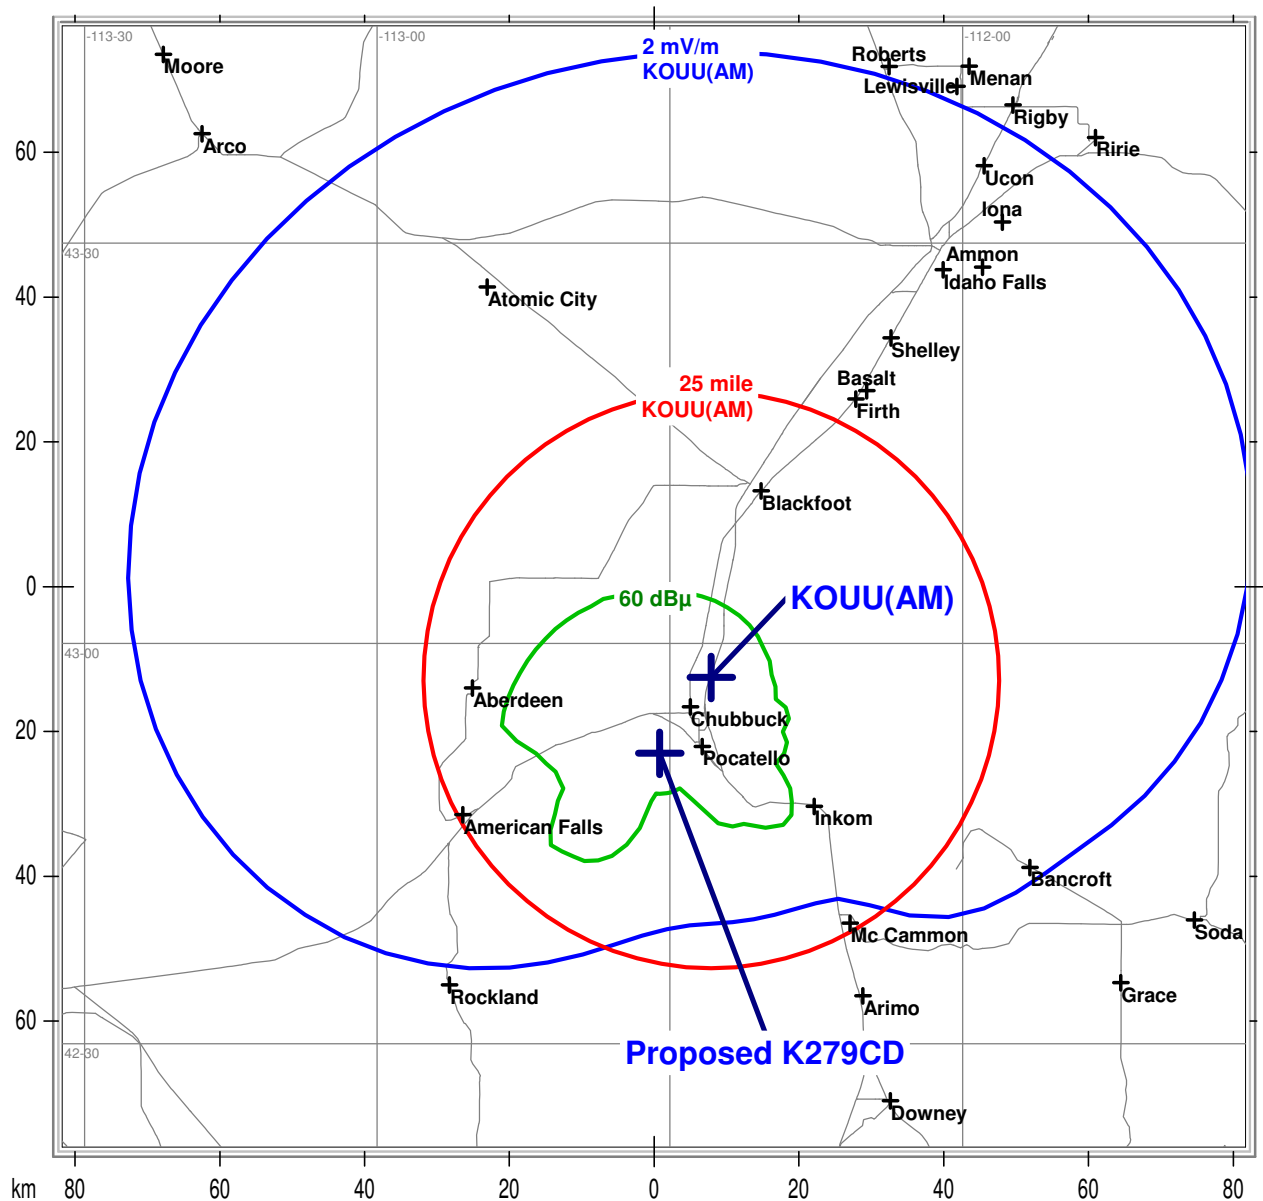 -113-30
-113-00
-112-00
2 mV/m
KOUU(AM)
Roberts
Moore
Menan
Lewisville
Rigby
Arco
Ririe
60
Ucon
Iona
43-30
Ammon
Idaho Falls
40
Atomic City
Shelley
Basalt
25 mile
KOUU(AM)
Firth
20
Blackfoot
0
60 dBµ
KOUU(AM)
43-00
Aberdeen
Chubbuck
20
Pocatello
Inkom
American Falls
40
Bancroft
Soda
Mc Cammon
Rockland
Grace
Arimo
60
42-30
Proposed K279CD
Downey
km 80 60 40 20 0 20 40 60 80